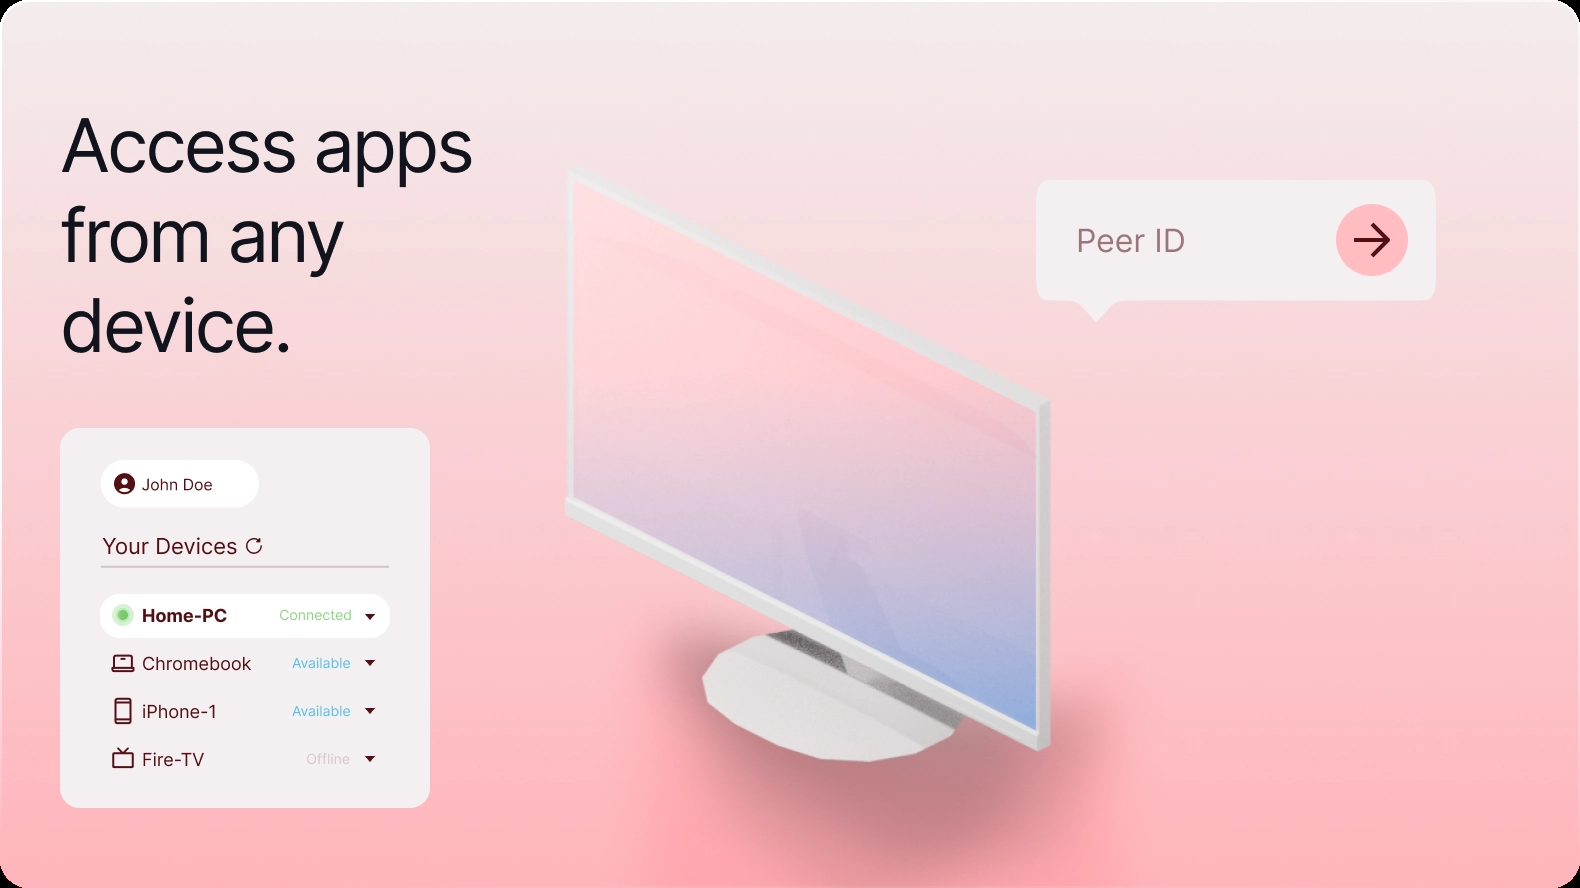 Access apps
from any
device.
Peer ID
John Doe
Your Devices
Home-PC Connected
Chromebook Available
iPhone-1 Available
Fire-TV Offline